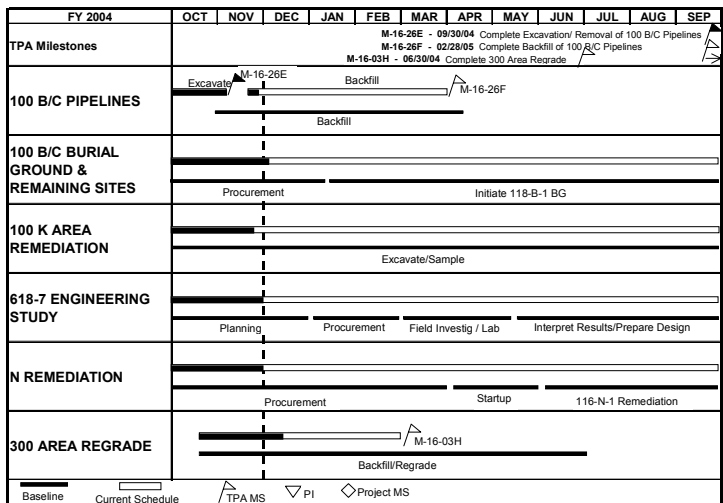 FY 2004 OCT NOV DEC JAN FEB MAR APR MAY JUN JUL AUG SEP
TPA Milestones
M-16-26E - 09/30/04 Complete Excavation/ Removal of 100 B/C Pipelines
M-16-26F - 02/28/05 Complete Backfill of 100 B/C Pipelines
M-16-03H - 06/30/04 Complete 300 Area Regrade
100 B/C PIPELINES
Excavate M-16-26E Backfill M-16-26F
Backfill
100 B/C BURIAL
GROUND &
REMAINING SITES
Procurement Initiate 118-B-1 BG
100 K AREA
REMEDIATION
Excavate/Sample
618-7 ENGINEERING
STUDY
Planning Procurement Field Investig / Lab Interpret Results/Prepare Design
N REMEDIATION
Procurement Startup 116-N-1 Remediation
300 AREA REGRADE
M-16-03H
Backfill/Regrade
Baseline Current Schedule TPA MS PI Project MS